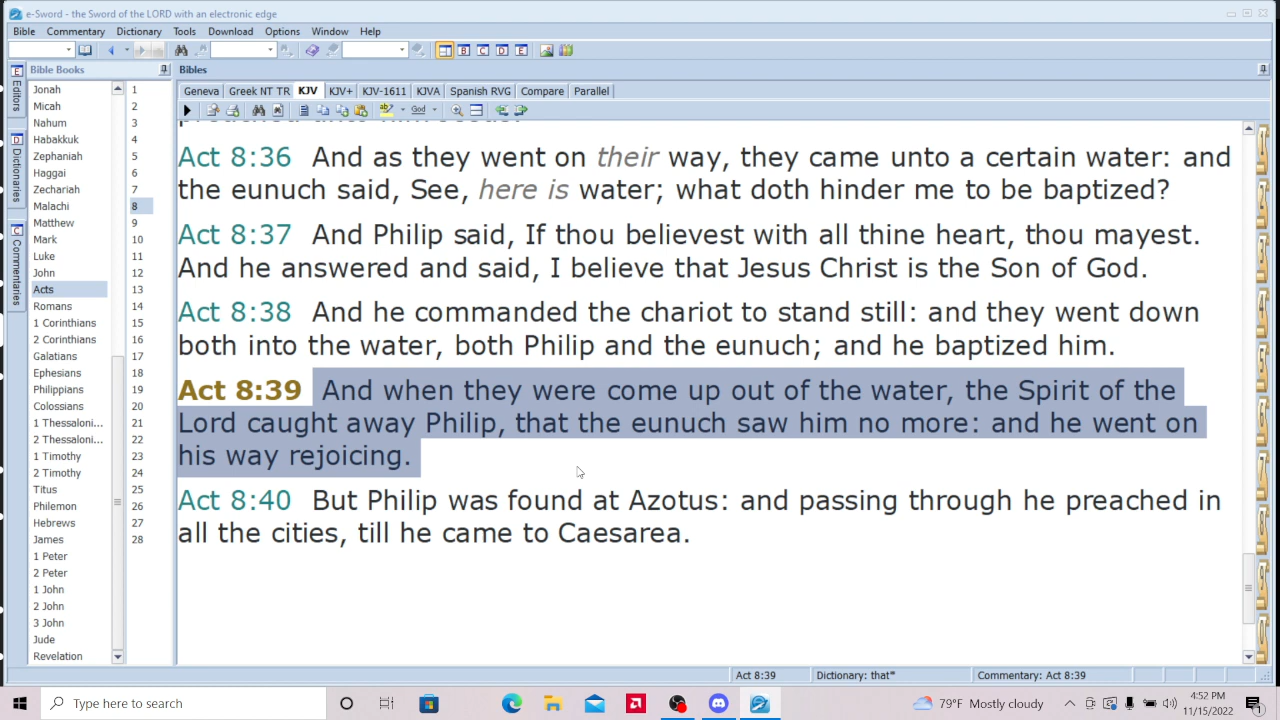 e-Sword - the Sword of the LORD with an electronic edge
Bible Commentary Dictionary Tools Download Options Window Help
Bible Books
Bibles
Editors
Dictionaries
Commentaries
Geneva Greek NT TR KJV KJV+ KJV-1611 KJVA Spanish RVG Compare Parallel
Jonah 1
Micah 2
Nahum 3
Habakkuk 4
Zephaniah 5
Haggai 6
Zechariah 7
Malachi 8
Matthew 9
Mark 10
Luke 11
John 12
Acts 13
Romans 14
1 Corinthians 15
2 Corinthians 16
Galatians 17
Ephesians 18
Philippians 19
Colossians 20
1 Thessaloni... 21
2 Thessaloni... 22
1 Timothy 23
2 Timothy 24
Titus 25
Philemon 26
Hebrews 27
James 28
1 Peter
2 Peter
1 John
2 John
3 John
Jude
Revelation
Act 8:36 And as they went on their way, they came unto a certain water: and
the eunuch said, See, here is water; what doth hinder me to be baptized?
Act 8:37 And Philip said, If thou believest with all thine heart, thou mayest.
And he answered and said, I believe that Jesus Christ is the Son of God.
Act 8:38 And he commanded the chariot to stand still: and they went down
both into the water, both Philip and the eunuch; and he baptized him.
Act 8:39 And when they were come up out of the water, the Spirit of the
Lord caught away Philip, that the eunuch saw him no more: and he went on
his way rejoicing.
Act 8:40 But Philip was found at Azotus: and passing through he preached in
all the cities, till he came to Caesarea.
Act 8:39 Dictionary: that* Commentary: Act 8:39
Type here to search
79°F Mostly cloudy
4:52 PM
11/15/2022